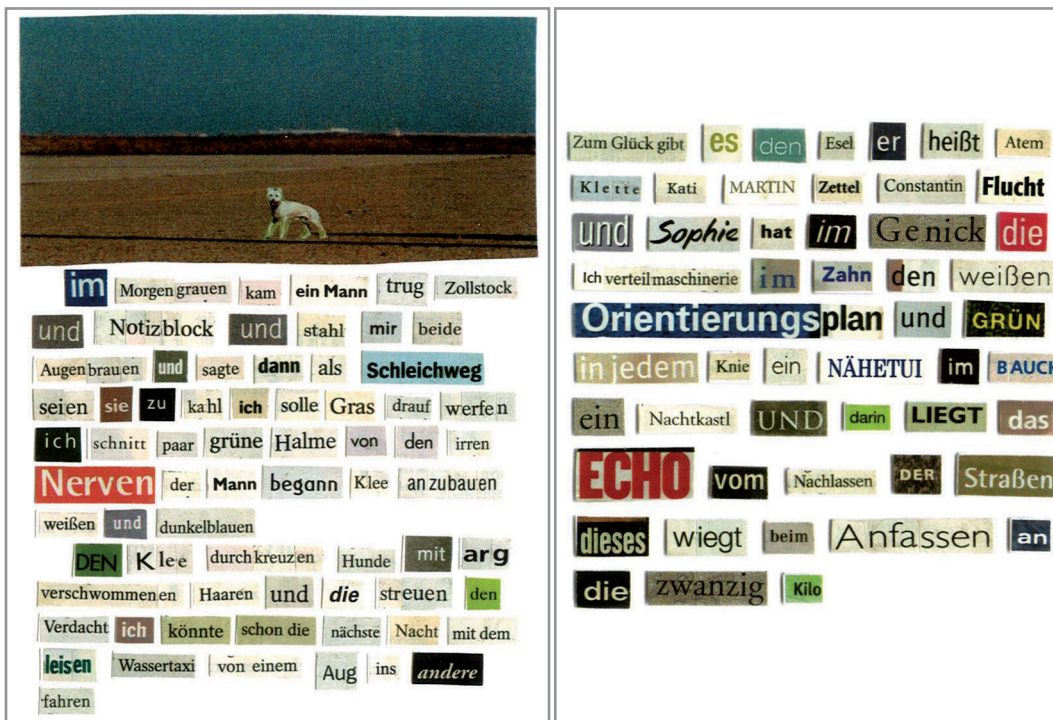 im Morgengrauen kam ein Mann trug Zollstock
und Notizblock und stahl mir beide
Augenbrauen und sagte dann als Schleichweg
seien sie zu kahl ich solle Gras drauf werfen
ich schnitt paar grüne Halme von den irren
Nerven der Mann begann Klee anzubauen
weißen und dunkelblauen
DEN Klee durchkreuzen Hunde mit arg
verschwommenen Haaren und die streuen den
Verdacht ich könnte schon die nächste Nacht mit dem
leisen Wassertaxi von einem Aug ins andere
fahren
Zum Glück gibt es den Esel er heißt Atem
Klette Kati MARTIN Zettel Constantin Flucht
und Sophie hat im Genick die
Ich verteilmaschinerie im Zahn den weißen
Orientierungsplan und GRÜN
in jedem Knie ein NÄHETUI im BAUCH
ein Nachtkastl UND darin LIEGT das
ECHO vom Nachlassen DER Straßen
dieses wiegt beim Anfassen an
die zwanzig Kilo